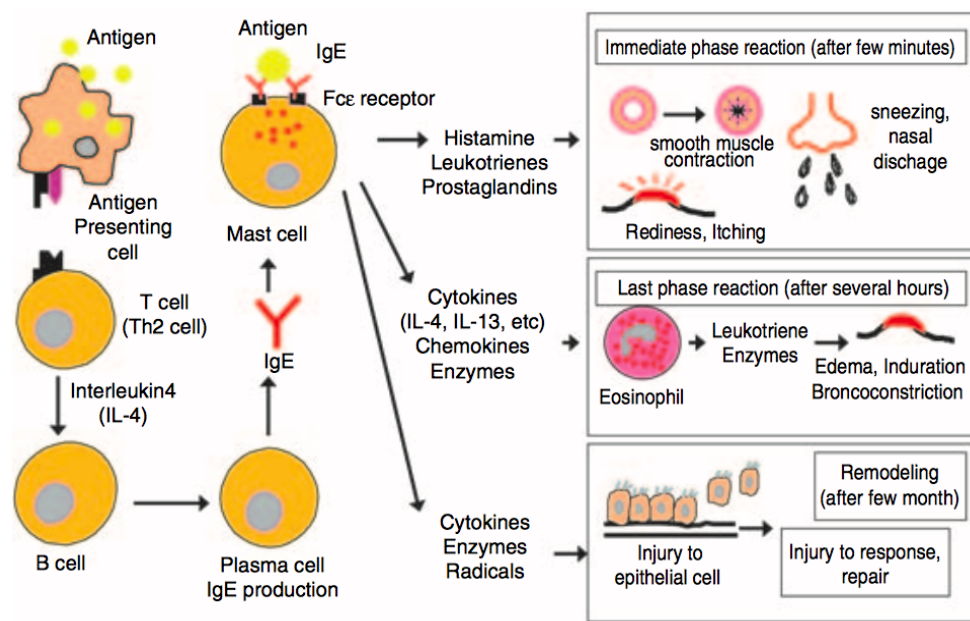 Antigen
Antigen
Presenting
cell
T cell
(Th2 cell)
Interleukin4
(IL-4)
B cell
Antigen
IgE
Fcε receptor
Mast cell
IgE
Plasma cell
IgE production
Histamine
Leukotrienes
Prostaglandins
Cytokines
(IL-4, IL-13, etc)
Chemokines
Enzymes
Cytokines
Enzymes
Radicals
Immediate phase reaction (after few minutes)
smooth muscle
contraction
sneezing,
nasal
dischage
Rediness, Itching
Last phase reaction (after several hours)
Eosinophil
Leukotriene
Enzymes
Edema, Induration
Broncoconstriction
Injury to
epithelial cell
Remodeling
(after few month)
Injury to response,
repair